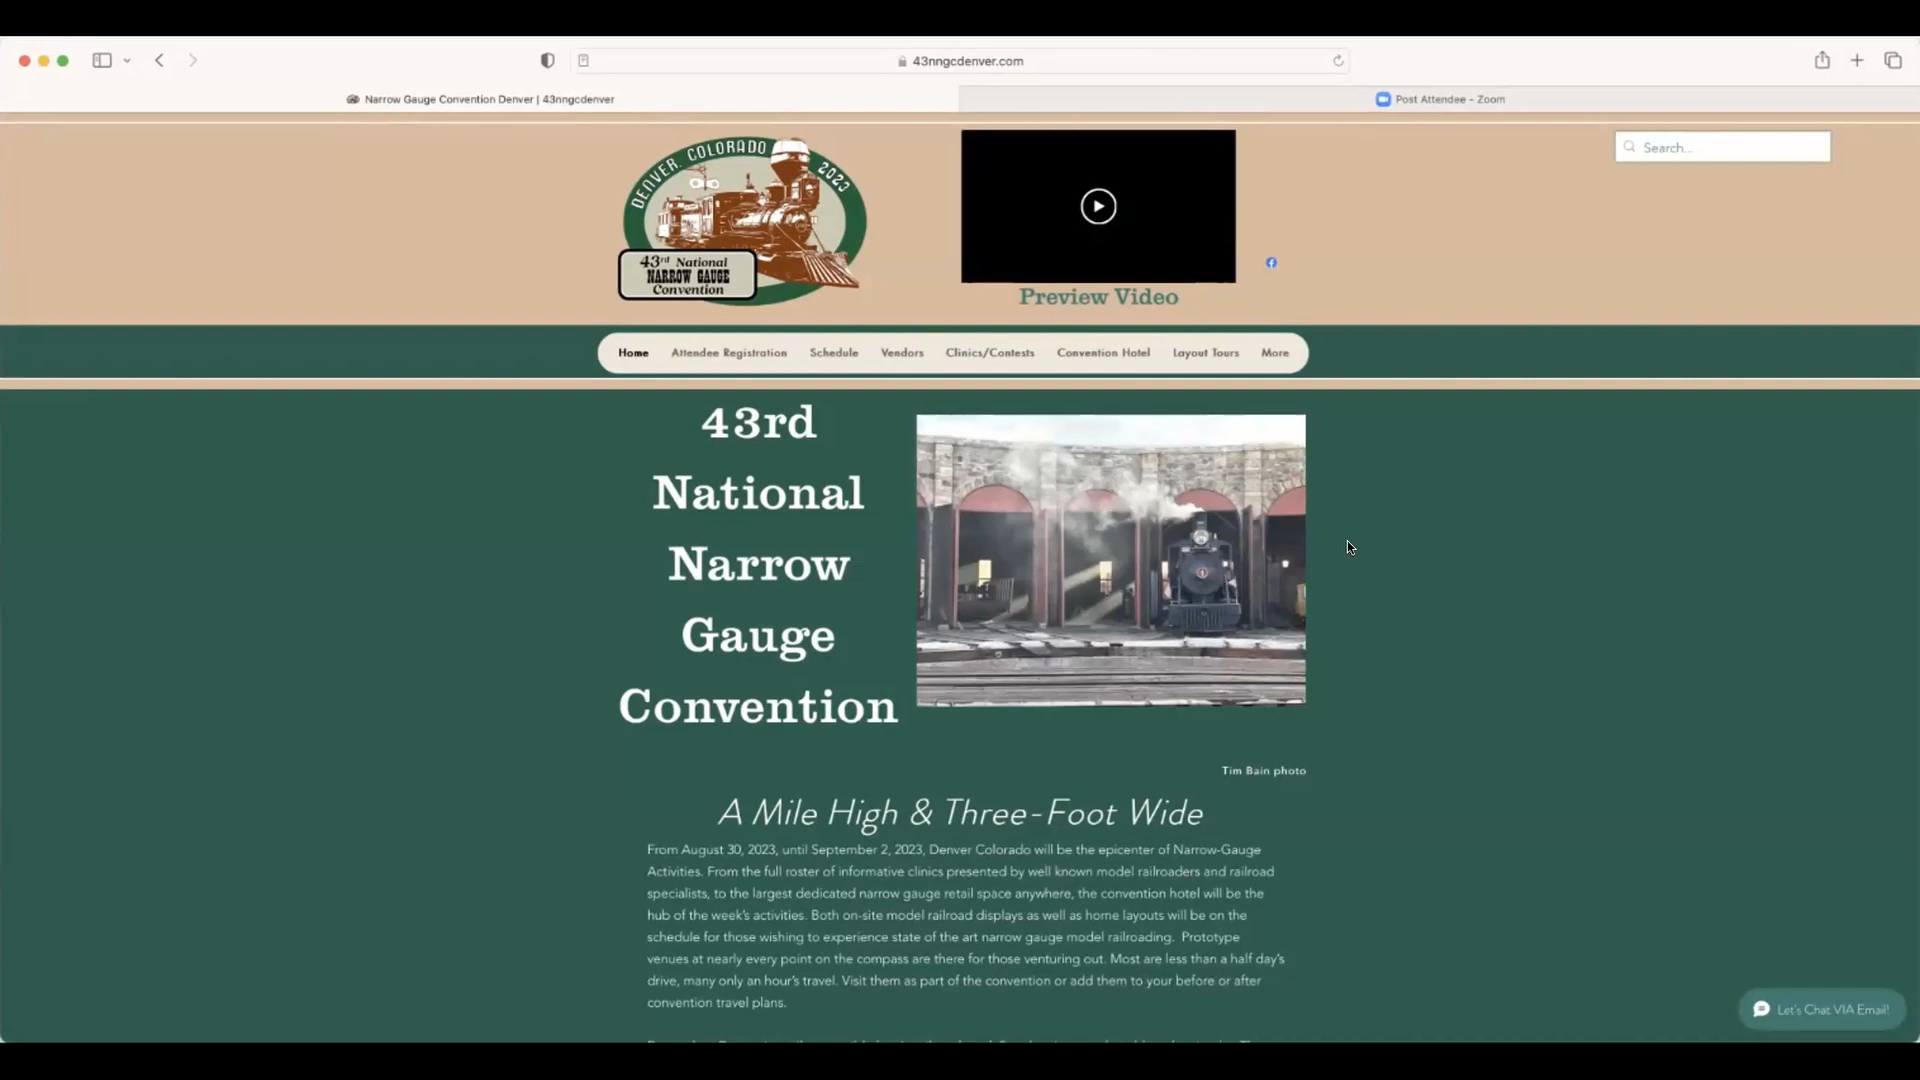 43nngcdenver.com
Narrow Gauge Convention Denver | 43nngcdenver
Post Attendee - Zoom
DENVER, COLORADO 2023
43rd National
NARROW GAUGE
Convention
Preview Video
Search...
Home Attendee Registration Schedule Vendors Clinics/Contests Convention Hotel Layout Tours More
43rd
National
Narrow
Gauge
Convention
Tim Bain photo
A Mile High & Three-Foot Wide
From August 30, 2023, until September 2, 2023, Denver Colorado will be the epicenter of Narrow-Gauge
Activities. From the full roster of informative clinics presented by well known model railroaders and railroad
specialists, to the largest dedicated narrow gauge retail space anywhere, the convention hotel will be the
hub of the week's activities. Both on-site model railroad displays as well as home layouts will be on the
schedule for those wishing to experience state of the art narrow gauge model railroading. Prototype
venues at nearly every point on the compass are there for those venturing out. Most are less than a half day's
drive, many only an hour's travel. Visit them as part of the convention or add them to your before or after
convention travel plans.
Let's Chat VIA Email!